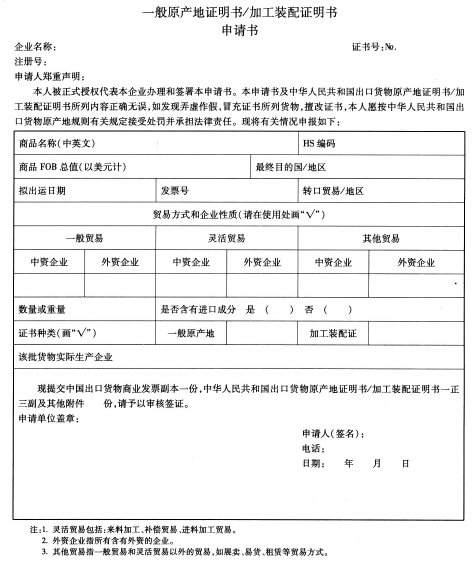 一般原产地证明书/加工装配证明书
申请书
企业名称: 证书号:№.
注册号:
申请人郑重声明:
本人被正式授权代表本企业办理和签署本申请书。本申请书及中华人民共和国出口货物原产地证明书/加
工装配证明书所列内容正确无误,如发现弄虚作假,冒充证书所列货物,擅改证书,本人愿按中华人民共和国出
口货物原产地规则有关规定接受处罚并承担法律责任。现将有关情况申报如下:
商品名称(中英文) HS 编码
商品 FOB 总值(以美元计) 最终目的国/地区
拟出运日期 发票号 转口贸易/地区
贸易方式和企业性质(请在使用处画“√”)
一般贸易 灵活贸易 其他贸易
中资企业 外资企业 中资企业 外资企业 中资企业 外资企业
数量或重量 是否含有进口成分 是 ( ) 否 ( )
证书种类(画“√”) 一般原产地 加工装配证
该批货物实际生产企业
现提交中国出口货物商业发票副本一份,中华人民共和国出口货物原产地证明书/加工装配证明书一正
三副及其他附件 份,请予以审核签证。
申请单位盖章:
申请人(签名):
电话:
日期: 年 月 日
注:1. 灵活贸易包括:来料加工、补偿贸易、进料加工贸易。
2. 外资企业指所有含有外资的企业。
3. 其他贸易指一般贸易和灵活贸易以外的贸易,如展卖、易货、租赁等贸易方式。